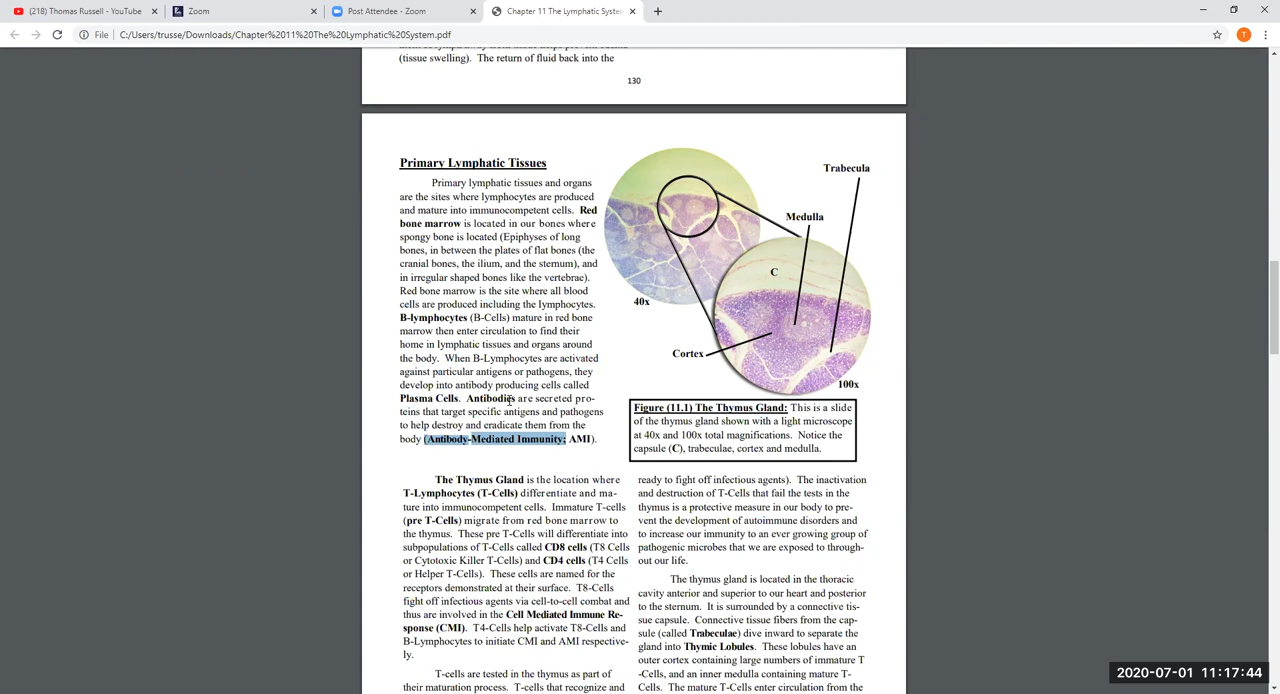 (218) Thomas Russell - YouTube
Zoom
Post Attendee - Zoom
Chapter 11 The Lymphatic Syste
File
C:/Users/trusse/Downloads/Chapter%2011%20The%20Lymphatic%20System.pdf
T
(tissue swelling). The return of fluid back into the
130
Primary Lymphatic Tissues
Primary lymphatic tissues and organs
are the sites where lymphocytes are produced
and mature into immunocompetent cells. Red
bone marrow is located in our bones where
spongy bone is located (Epiphyses of long
bones, in between the plates of flat bones (the
cranial bones, the ilium, and the sternum), and
in irregular shaped bones like the vertebrae).
Red bone marrow is the site where all blood
cells are produced including the lymphocytes.
B-lymphocytes (B-Cells) mature in red bone
marrow then enter circulation to find their
home in lymphatic tissues and organs around
the body. When B-Lymphocytes are activated
against particular antigens or pathogens, they
develop into antibody producing cells called
Plasma Cells. Antibodies are secreted pro-
teins that target specific antigens and pathogens
to help destroy and eradicate them from the
body (Antibody-Mediated Immunity; AMI).
Trabecula
Medulla
C
40x
Cortex
100x
Figure (11.1) The Thymus Gland: This is a slide
of the thymus gland shown with a light microscope
at 40x and 100x total magnifications. Notice the
capsule (C), trabeculae, cortex and medulla.
The Thymus Gland is the location where
T-Lymphocytes (T-Cells) differentiate and ma-
ture into immunocompetent cells. Immature T-cells
(pre T-Cells) migrate from red bone marrow to
the thymus. These pre T-Cells will differentiate into
subpopulations of T-Cells called CD8 cells (T8 Cells
or Cytotoxic Killer T-Cells) and CD4 cells (T4 Cells
or Helper T-Cells). These cells are named for the
receptors demonstrated at their surface. T8-Cells
fight off infectious agents via cell-to-cell combat and
thus are involved in the Cell Mediated Immune Re-
sponse (CMI). T4-Cells help activate T8-Cells and
B-Lymphocytes to initiate CMI and AMI respective-
ly.
T-cells are tested in the thymus as part of
their maturation process. T-cells that recognize and
ready to fight off infectious agents). The inactivation
and destruction of T-Cells that fail the tests in the
thymus is a protective measure in our body to pre-
vent the development of autoimmune disorders and
to increase our immunity to an ever growing group of
pathogenic microbes that we are exposed to through-
out our life.
The thymus gland is located in the thoracic
cavity anterior and superior to our heart and posterior
to the sternum. It is surrounded by a connective tis-
sue capsule. Connective tissue fibers from the cap-
sule (called Trabeculae) dive inward to separate the
gland into Thymic Lobules. These lobules have an
outer cortex containing large numbers of immature T
-Cells, and an inner medulla containing mature T-
Cells. The mature T-Cells enter circulation from the
2020-07-01 11:17:44